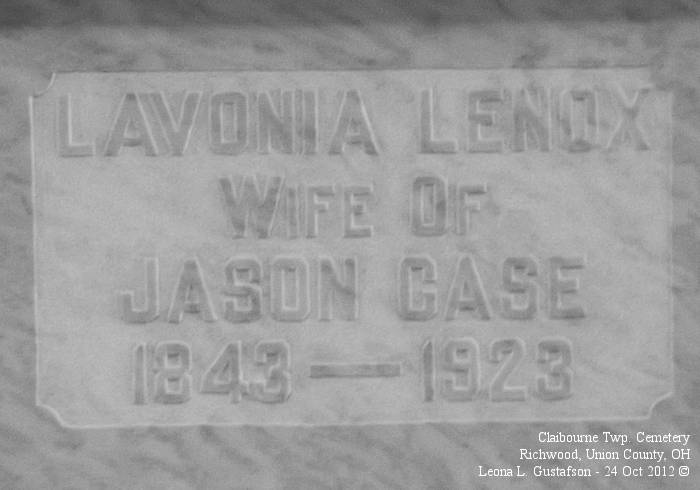 LAVONIA LENOX
WIFE OF
JASON CASE
1843 — 1923
Claibourne Twp. Cemetery
Richwood, Union County, OH
Leona L. Gustafson - 24 Oct 2012 ©